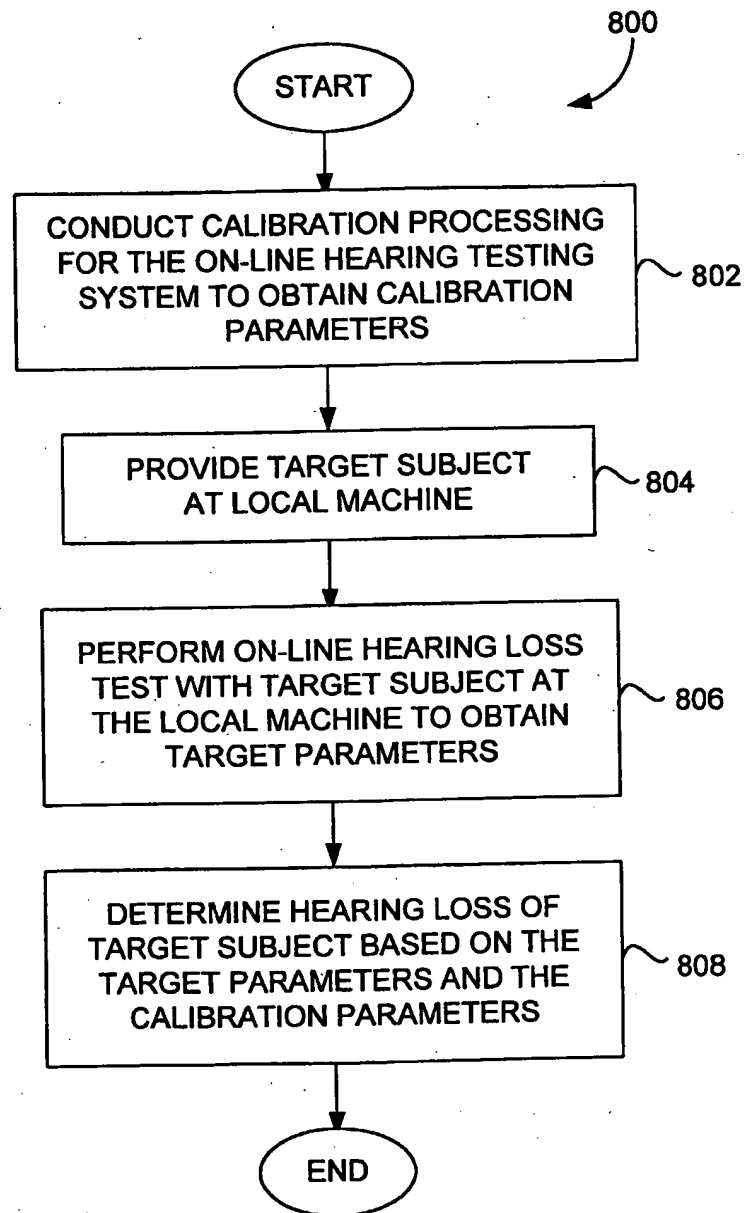 800
START
CONDUCT CALIBRATION PROCESSING
FOR THE ON-LINE HEARING TESTING
SYSTEM TO OBTAIN CALIBRATION
PARAMETERS
802
PROVIDE TARGET SUBJECT
AT LOCAL MACHINE
804
PERFORM ON-LINE HEARING LOSS
TEST WITH TARGET SUBJECT AT
THE LOCAL MACHINE TO OBTAIN
TARGET PARAMETERS
806
DETERMINE HEARING LOSS OF
TARGET SUBJECT BASED ON THE
TARGET PARAMETERS AND THE
CALIBRATION PARAMETERS
808
END